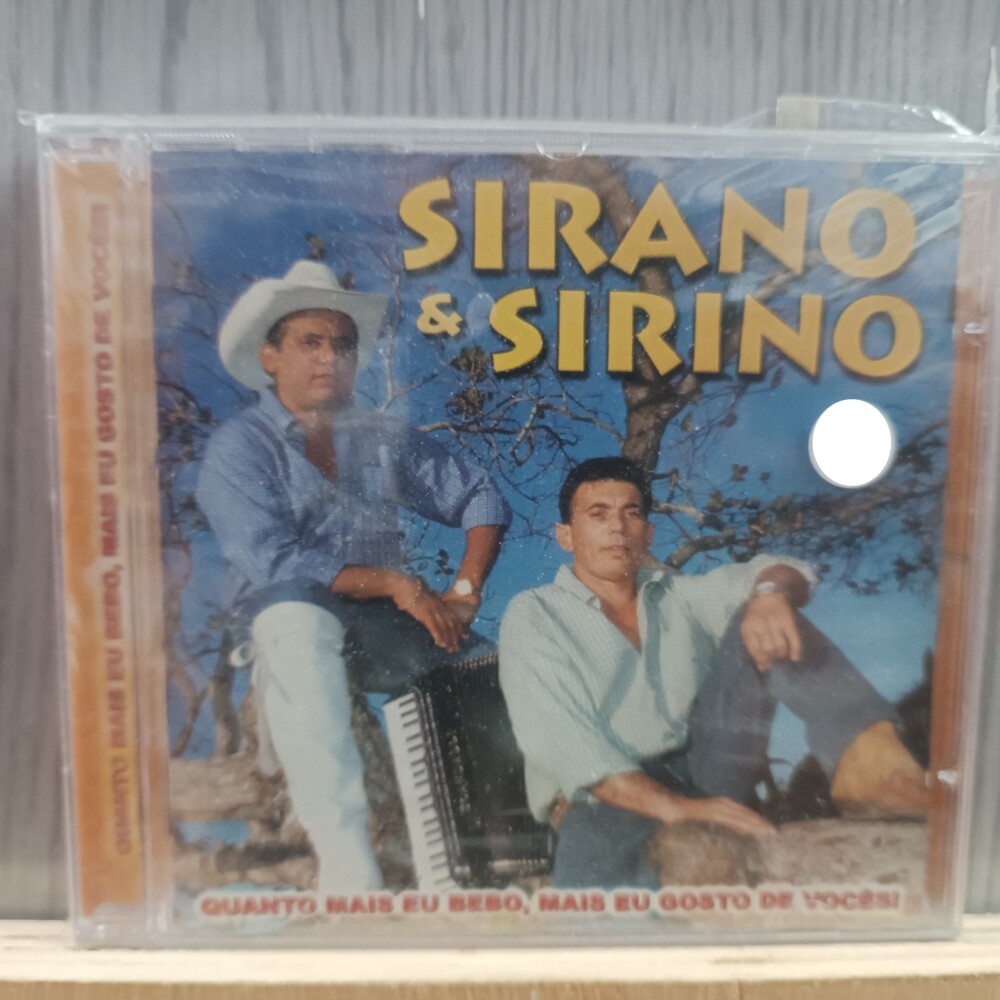 SIRANO
& SIRINO
QUANTO MAIS EU BEBO, MAIS EU GOSTO DE VOCÊS!
QUANTO MAIS EU BEBO, MAIS EU GOSTO DE VOCÊS!